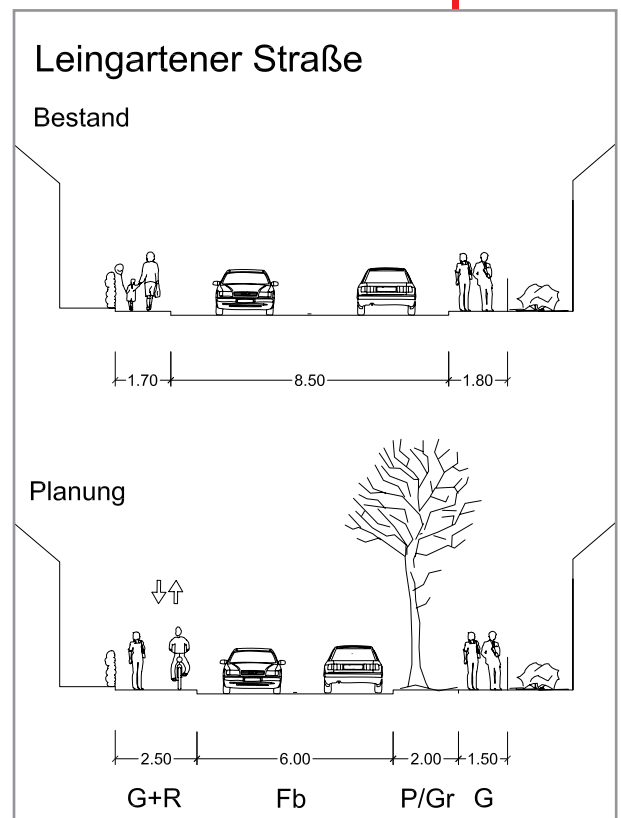 Leingartener Straße
Bestand
1.70 8.50 1.80
Planung
2.50 6.00 2.00 1.50
G+R Fb P/Gr G